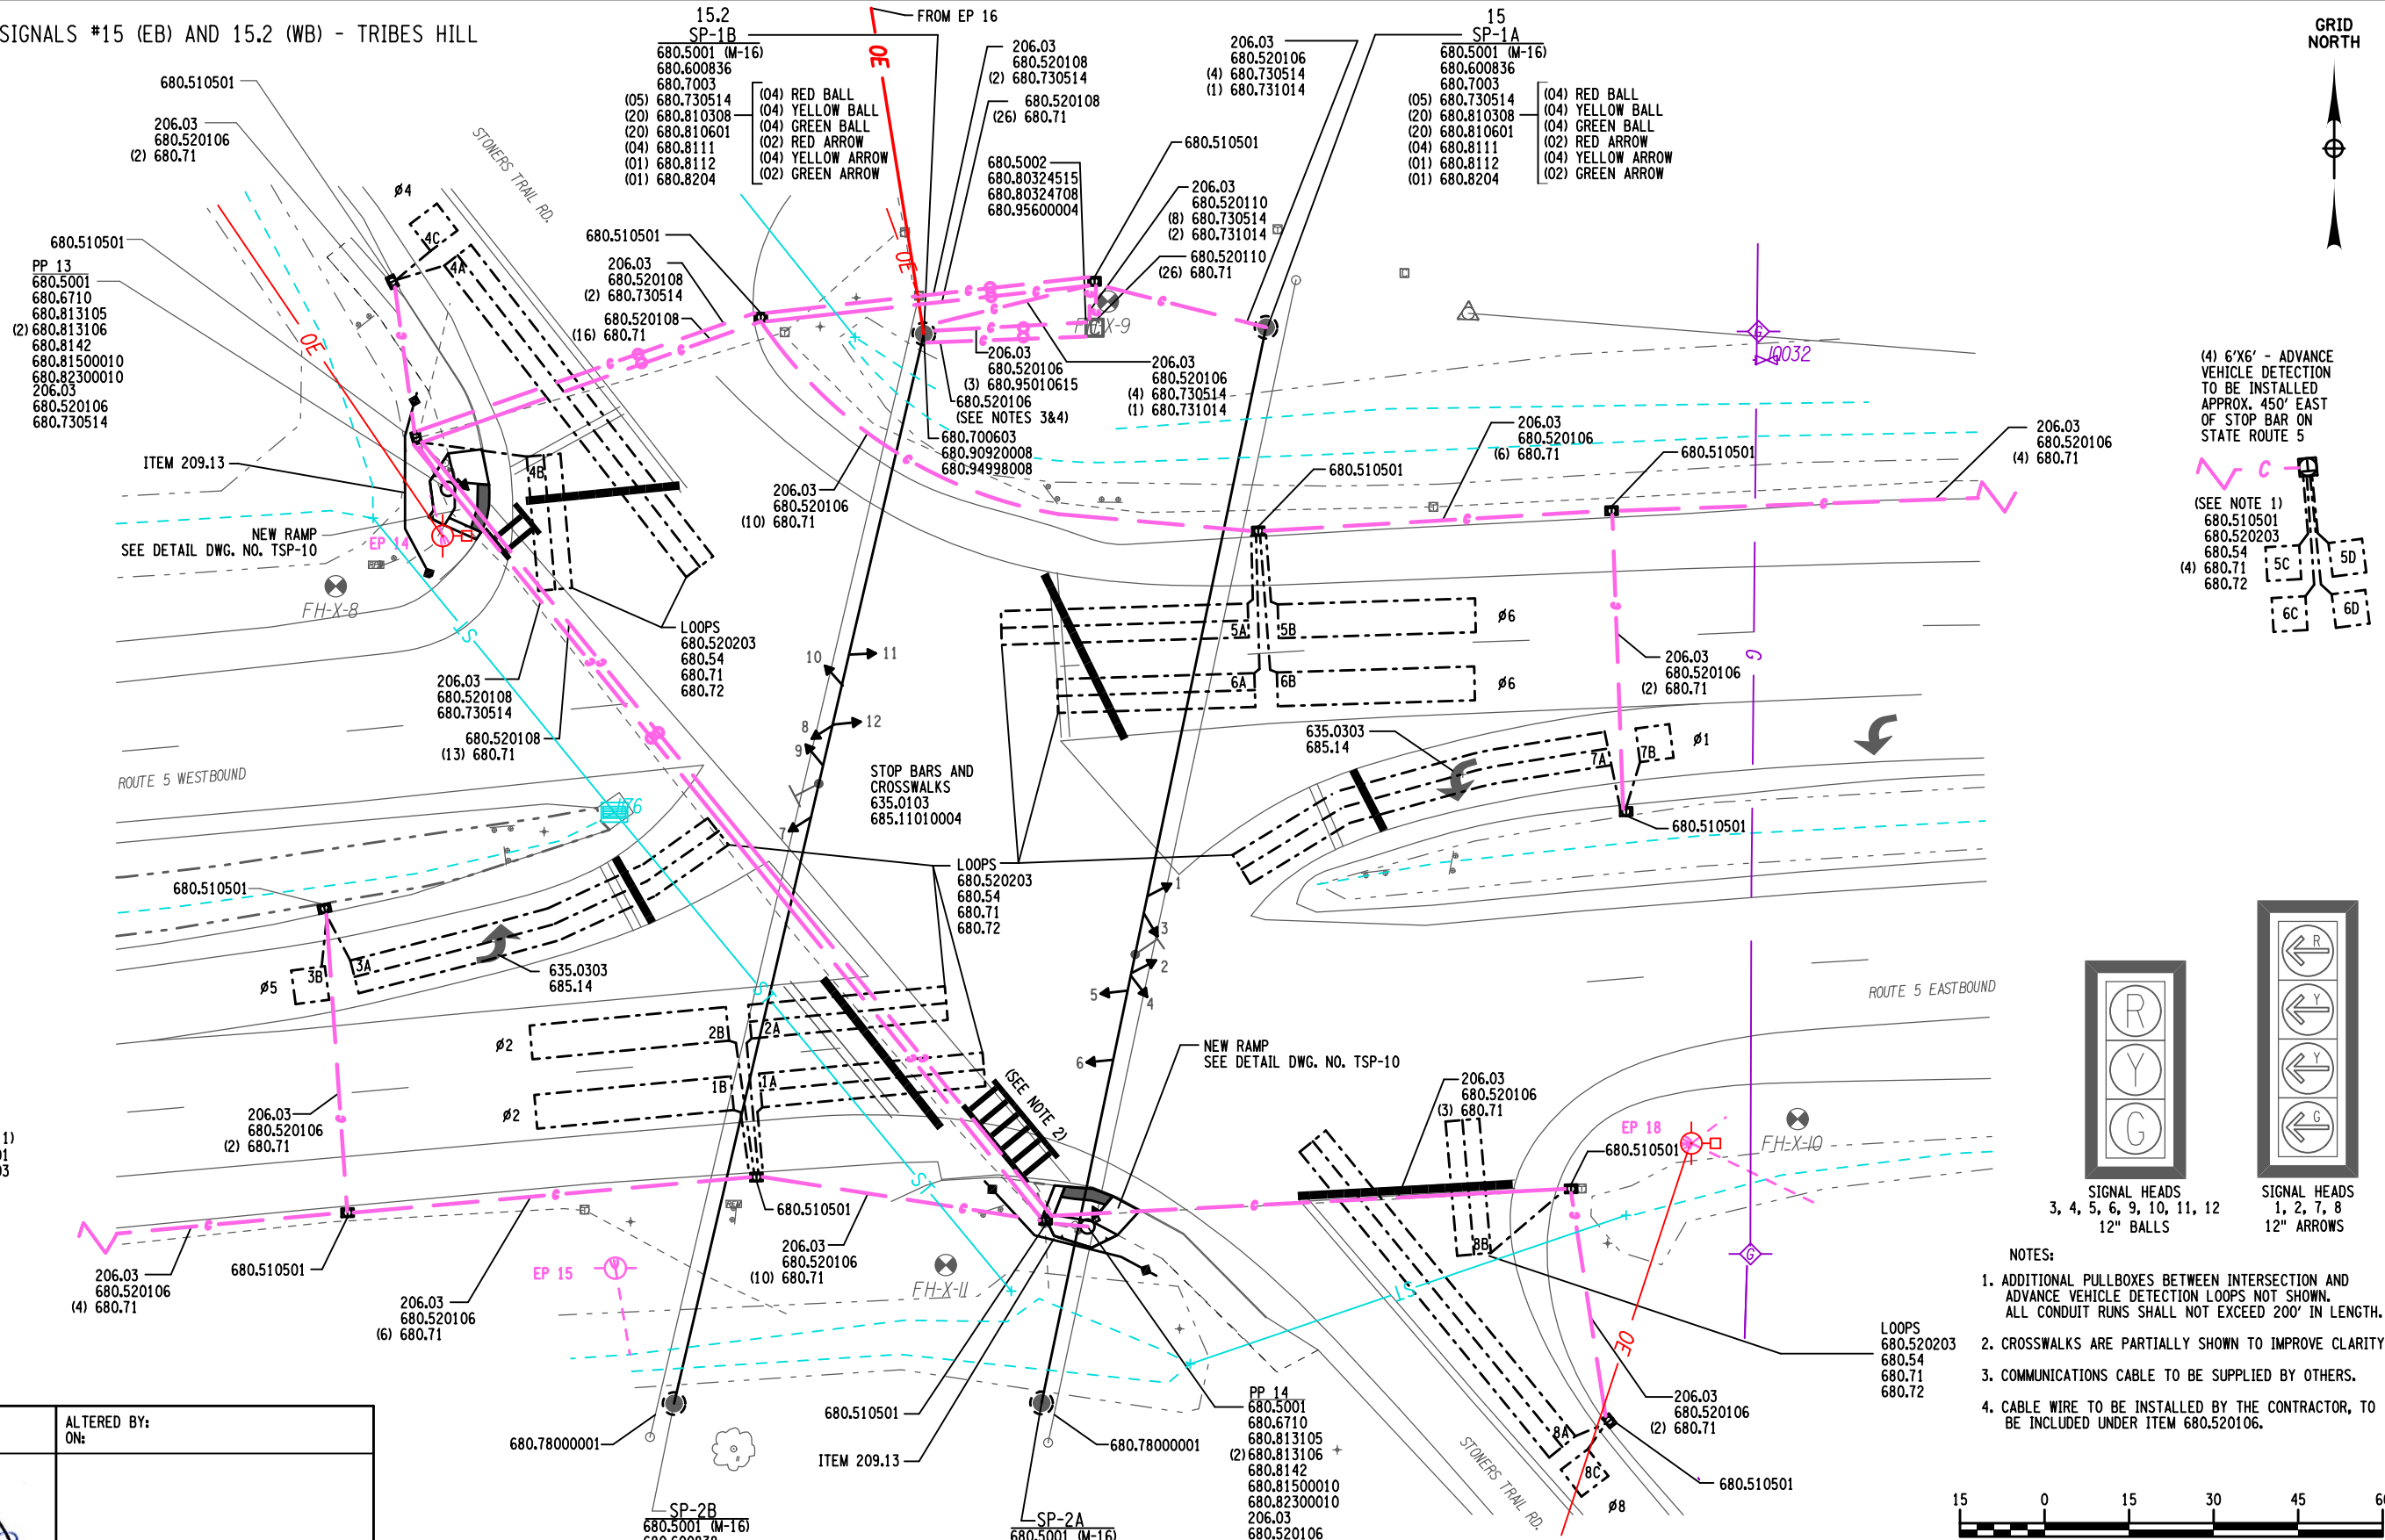 SIGNALS #15 (EB) AND 15.2 (WB) - TRIBES HILL
15.2
SP-1B
680.5001 (M-16)
680.600836
680.7003
(05) 680.730514
(20) 680.810308
(20) 680.810601
(04) 680.8111
(01) 680.8112
(01) 680.8204
(04) RED BALL
(04) YELLOW BALL
(04) GREEN BALL
(02) RED ARROW
(04) YELLOW ARROW
(02) GREEN ARROW
FROM EP 16
OE
OE
206.03
680.520108
(2) 680.730514
680.520108
(26) 680.71
206.03
680.520106
(4) 680.730514
(1) 680.731014
15
SP-1A
680.5001 (M-16)
680.600836
680.7003
(05) 680.730514
(20) 680.810308
(20) 680.810601
(04) 680.8111
(01) 680.8112
(01) 680.8204
(04) RED BALL
(04) YELLOW BALL
(04) GREEN BALL
(02) RED ARROW
(04) YELLOW ARROW
(02) GREEN ARROW
GRID
NORTH
680.510501
206.03
680.520106
(2) 680.71
STONERS TRAIL RD.
ø4
4C
4A
680.510501
680.5002
680.80324515
680.80324708
680.95600004
206.03
680.520110
(8) 680.730514
(2) 680.731014
680.520110
(26) 680.71
680.510501
PP 13
680.5001
680.6710
680.813105
(2) 680.813106
680.8142
680.81500010
680.82300010
206.03
680.520106
680.730514
OE
680.510501
206.03
680.520108
(2) 680.730514
680.520108
(16) 680.71
FH-X-9
206.03
680.520106
(3) 680.95010615
680.520106
(SEE NOTES 3&4)
680.700603
680.90920008
680.94998008
206.03
680.520106
(4) 680.730514
(1) 680.731014
10032
(4) 6'X6' - ADVANCE
VEHICLE DETECTION
TO BE INSTALLED
APPROX. 450' EAST
OF STOP BAR ON
STATE ROUTE 5
C
(SEE NOTE 1)
680.510501
680.520203
680.54
(4) 680.71
680.72
5C
5D
6C
6D
206.03
680.520106
(6) 680.71
680.510501
680.510501
206.03
680.520106
(4) 680.71
206.03
680.520106
(10) 680.71
ITEM 209.13
4B
NEW RAMP
SEE DETAIL DWG. NO. TSP-10
EP 14
FH-X-8
ST
LOOPS
680.520203
680.54
680.71
680.72
206.03
680.520108
680.730514
680.520108
(13) 680.71
5A
5B
ø6
6A
6B
ø6
206.03
680.520106
(2) 680.71
G
10
11
8
12
9
7
635.0303
685.14
7A
7B
ø1
680.510501
STOP BARS AND
CROSSWALKS
635.0103
685.11010004
ROUTE 5 WESTBOUND
176
LOOPS
680.520203
680.54
680.71
680.72
680.510501
3B
3A
ø5
635.0303
685.14
1
3
2
4
5
6
ST
ROUTE 5 EASTBOUND
ø2
2B
2A
ø2
1B
1A
(SEE NOTE 2)
NEW RAMP
SEE DETAIL DWG. NO. TSP-10
206.03
680.520106
(3) 680.71
680.510501
8B
EP 18
FH-X-10
R
Y
G
R
Y
Y
G
SIGNAL HEADS
3, 4, 5, 6, 9, 10, 11, 12
12" BALLS
SIGNAL HEADS
1, 2, 7, 8
12" ARROWS
206.03
680.520106
(2) 680.71
ST
1)
680.510501
206.03
680.520106
(4) 680.71
680.510501
206.03
680.520106
(6) 680.71
EP 15
206.03
680.520106
(10) 680.71
FH-X-11
G
ST
OE
LOOPS
680.520203
680.54
680.71
680.72
NOTES:
1. ADDITIONAL PULLBOXES BETWEEN INTERSECTION AND
ADVANCE VEHICLE DETECTION LOOPS NOT SHOWN.
ALL CONDUIT RUNS SHALL NOT EXCEED 200' IN LENGTH.
2. CROSSWALKS ARE PARTIALLY SHOWN TO IMPROVE CLARITY
3. COMMUNICATIONS CABLE TO BE SUPPLIED BY OTHERS.
4. CABLE WIRE TO BE INSTALLED BY THE CONTRACTOR, TO
BE INCLUDED UNDER ITEM 680.520106.
680.510501
ITEM 209.13
680.78000001
680.78000001
PP 14
680.5001
680.6710
680.813105
(2) 680.813106
680.8142
680.81500010
680.82300010
206.03
680.520106
206.03
680.520106
(2) 680.71
8A
8C
ø8
STONERS TRAIL RD.
680.510501
ALTERED BY:
ON:
SP-2B
680.5001 (M-16)
SP-2A
680.5001 (M-16)
15 0 15 30 45